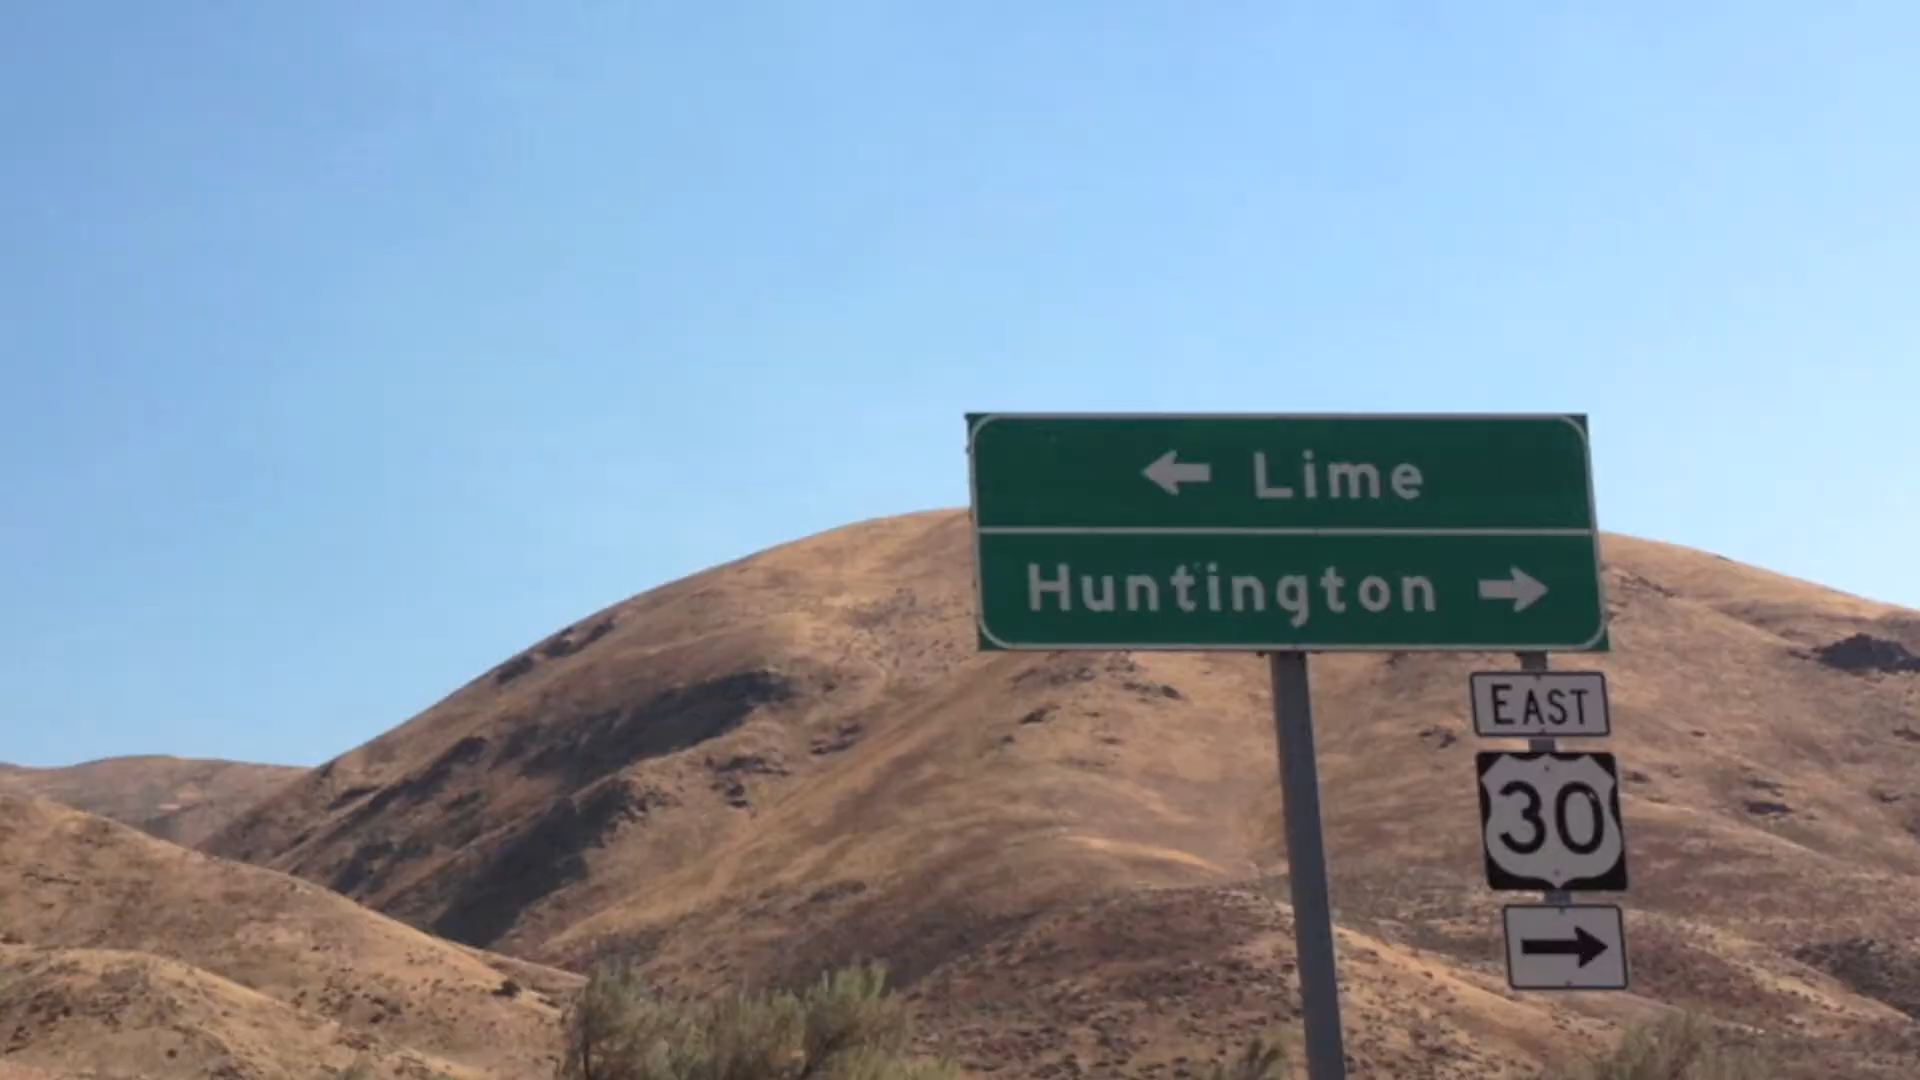 ← Lime
Huntington →
EAST
30
→